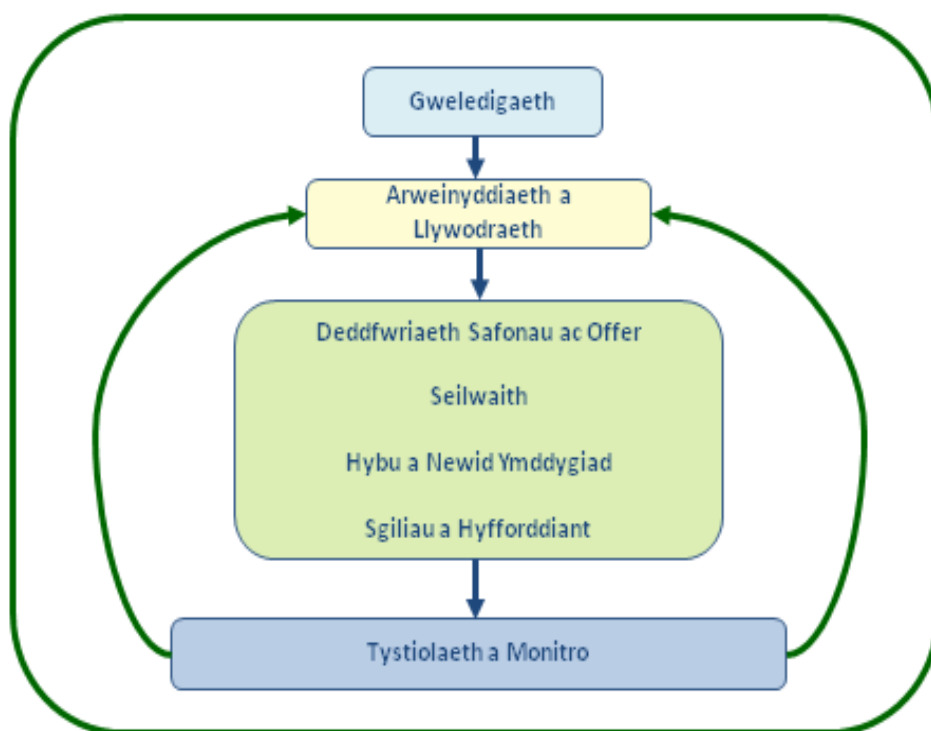 Gweledigaeth
Arweinyddiaeth a
Llywodraeth
Deddfwriaeth Safonau ac Offer
Seilwaith
Hybu a Newid Ymddygiad
Sgiliau a Hyfforddiant
Tystiolaeth a Monitro